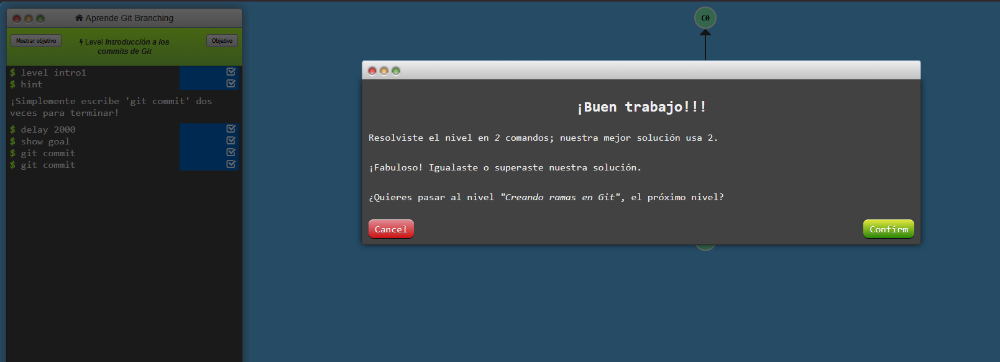 Aprende Git Branching
Mostrar objetivo
Level Introducción a los
commits de Git
Objetivo
$ level intro1
$ hint
¡Simplemente escribe 'git commit' dos
veces para terminar!
$ delay 2000
$ show goal
$ git commit
$ git commit
C0
¡Buen trabajo!!!
Resolviste el nivel en 2 comandos; nuestra mejor solución usa 2.
¡Fabuloso! Igualaste o superaste nuestra solución.
¿Quieres pasar al nivel "Creando ramas en Git", el próximo nivel?
Cancel
Confirm